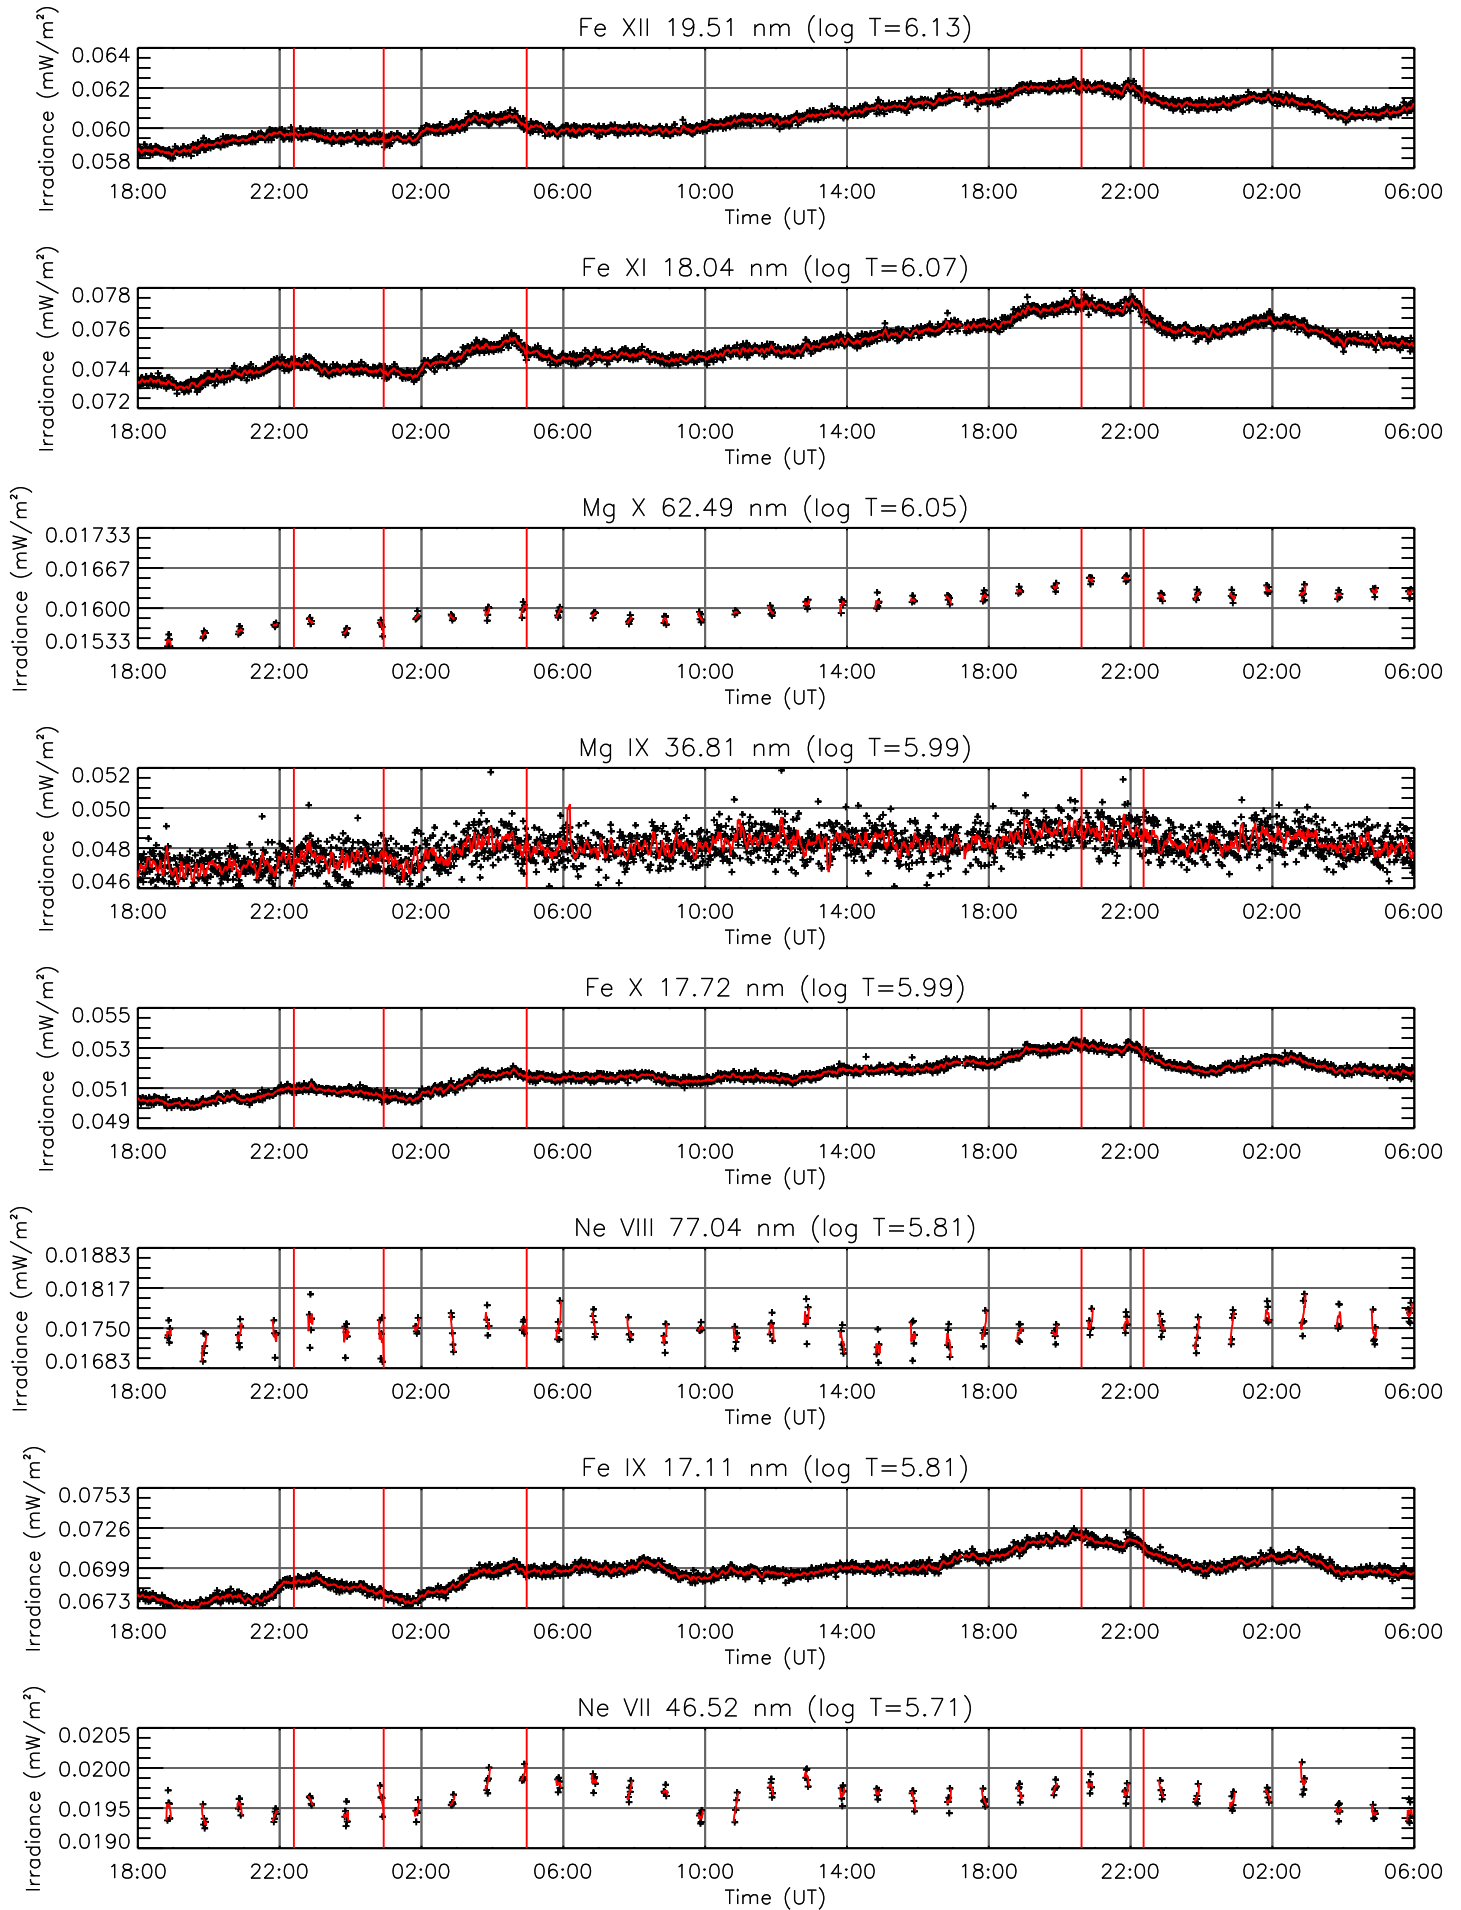 Fe XII 19.51 nm (log T=6.13)
Irradiance (mW/m²)
0.064
0.062
0.060
0.058
18:00 22:00 02:00 06:00 10:00 14:00 18:00 22:00 02:00 06:00
Time (UT)
Fe XI 18.04 nm (log T=6.07)
Irradiance (mW/m²)
0.078
0.076
0.074
0.072
18:00 22:00 02:00 06:00 10:00 14:00 18:00 22:00 02:00 06:00
Time (UT)
Mg X 62.49 nm (log T=6.05)
Irradiance (mW/m²)
0.01733
0.01667
0.01600
0.01533
18:00 22:00 02:00 06:00 10:00 14:00 18:00 22:00 02:00 06:00
Time (UT)
Mg IX 36.81 nm (log T=5.99)
Irradiance (mW/m²)
0.052
0.050
0.048
0.046
18:00 22:00 02:00 06:00 10:00 14:00 18:00 22:00 02:00 06:00
Time (UT)
Fe X 17.72 nm (log T=5.99)
Irradiance (mW/m²)
0.055
0.053
0.051
0.049
18:00 22:00 02:00 06:00 10:00 14:00 18:00 22:00 02:00 06:00
Time (UT)
Ne VIII 77.04 nm (log T=5.81)
Irradiance (mW/m²)
0.01883
0.01817
0.01750
0.01683
18:00 22:00 02:00 06:00 10:00 14:00 18:00 22:00 02:00 06:00
Time (UT)
Fe IX 17.11 nm (log T=5.81)
Irradiance (mW/m²)
0.0753
0.0726
0.0699
0.0673
18:00 22:00 02:00 06:00 10:00 14:00 18:00 22:00 02:00 06:00
Time (UT)
Ne VII 46.52 nm (log T=5.71)
Irradiance (mW/m²)
0.0205
0.0200
0.0195
0.0190
18:00 22:00 02:00 06:00 10:00 14:00 18:00 22:00 02:00 06:00
Time (UT)